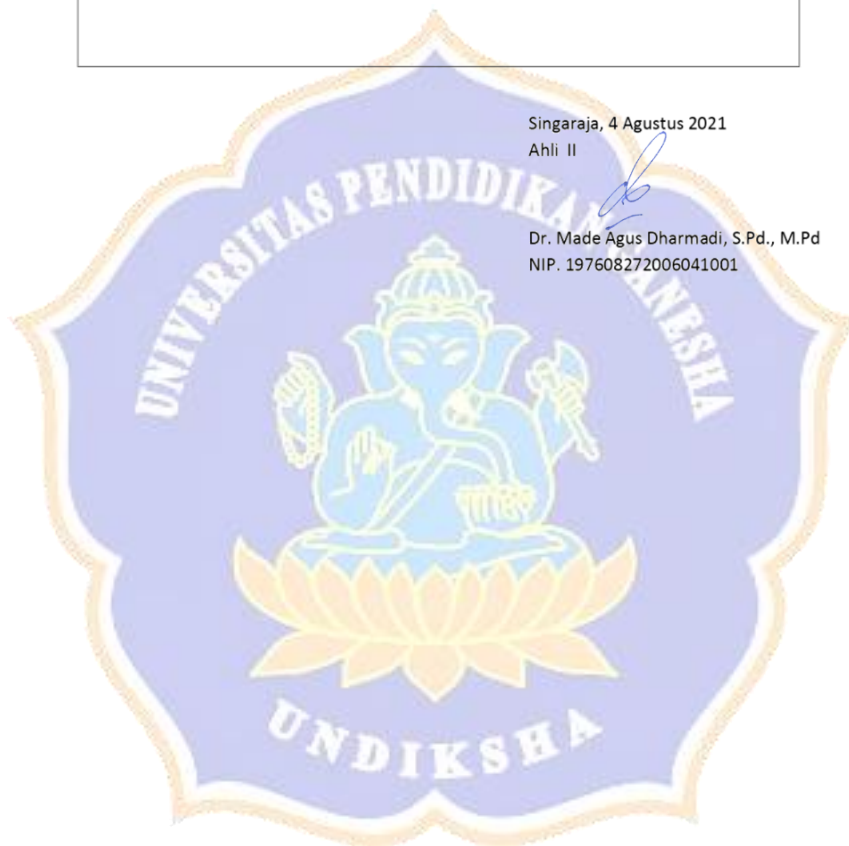 Singaraja, 4 Agustus 2021
Ahli II
Dr. Made Agus Dharmadi, S.Pd., M.Pd
NIP. 197608272006041001
UNIVERSITAS PENDIDIKAN GANESHA
UNDIKSHA